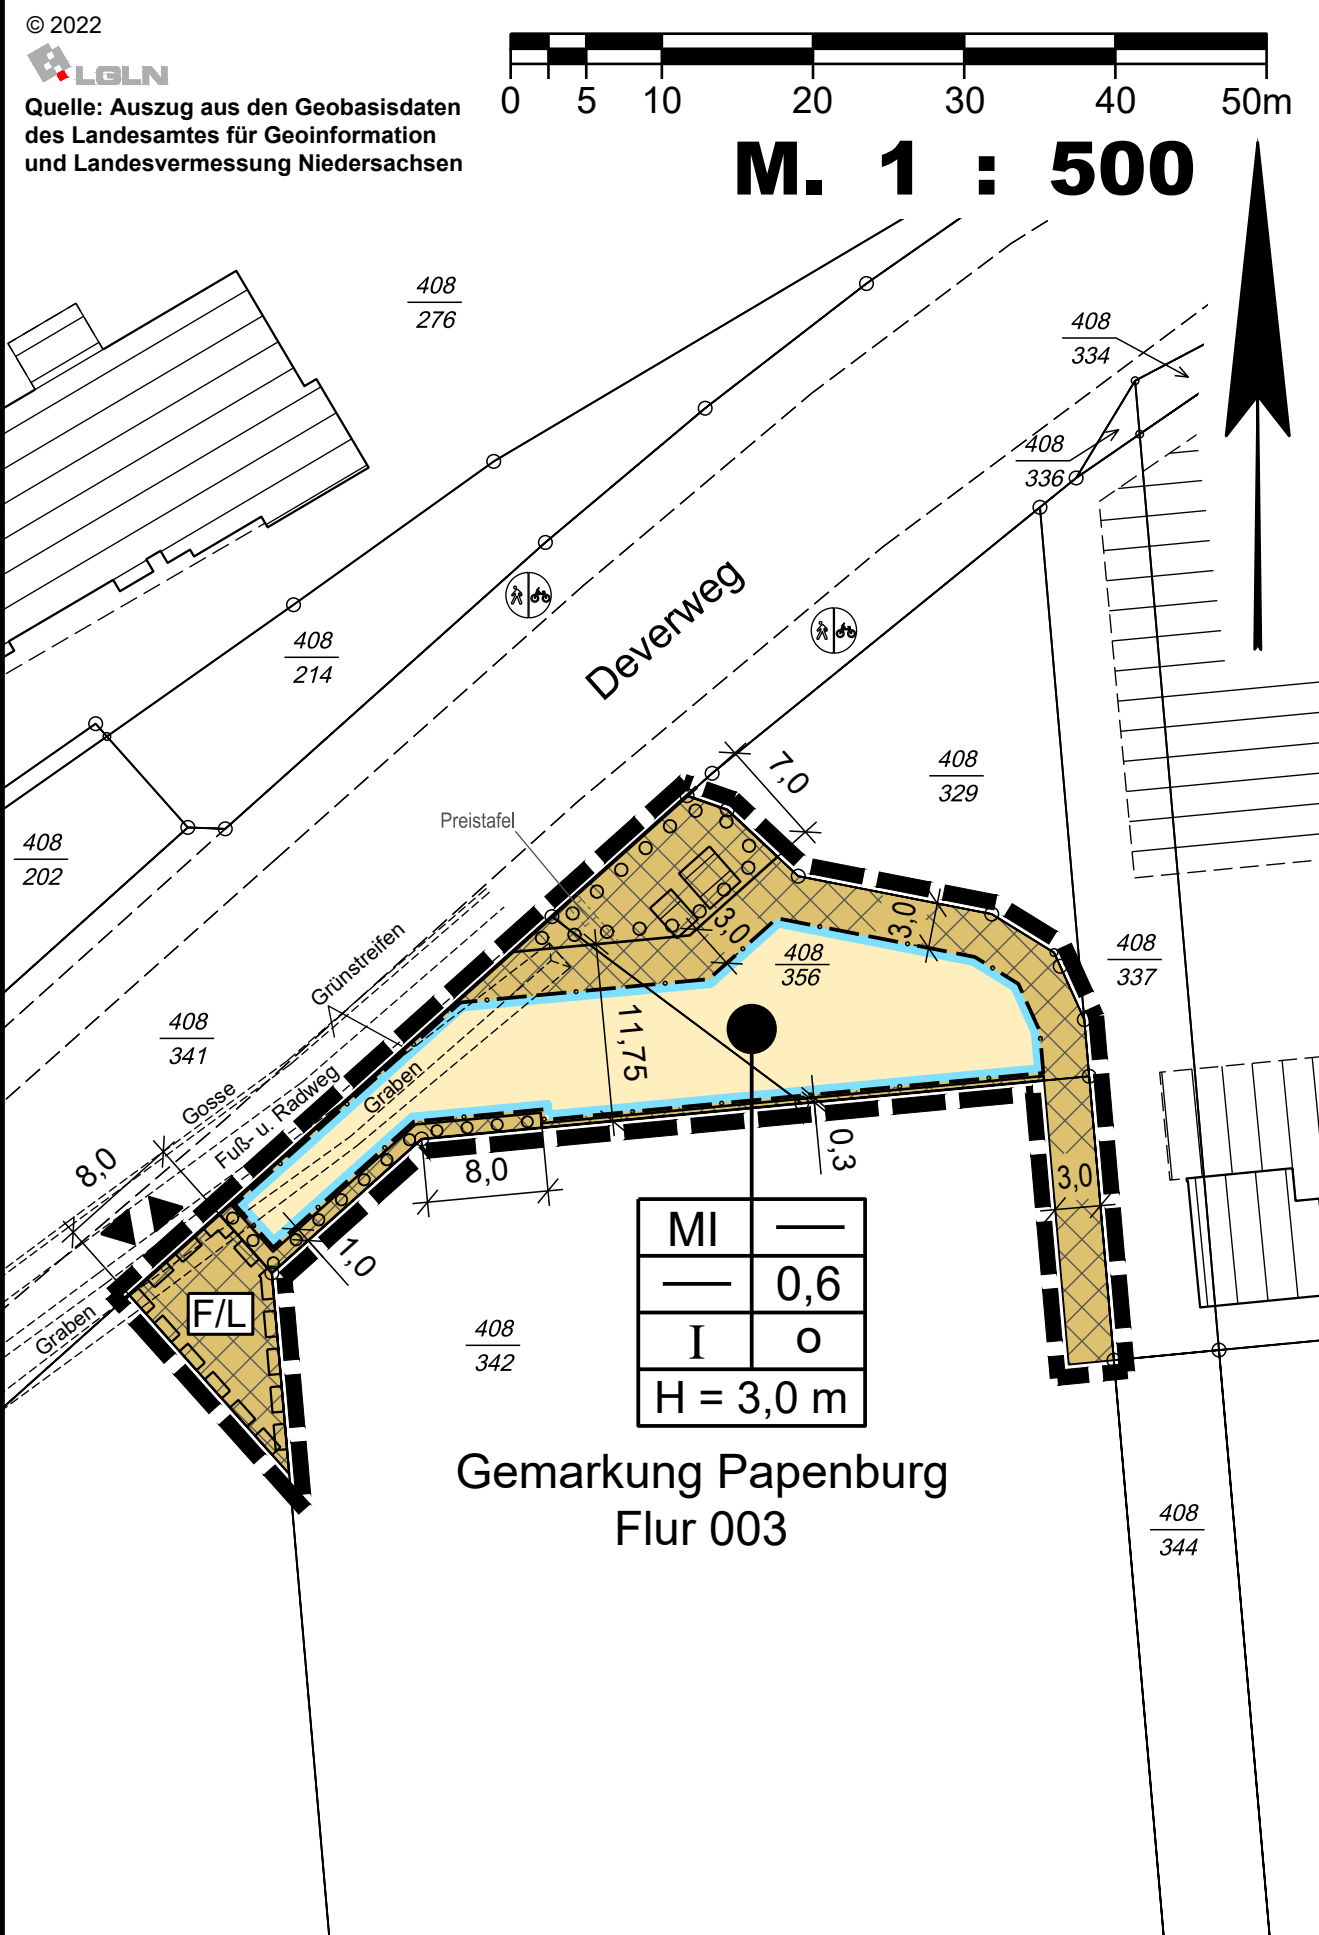 © 2022
LGLN
Quelle: Auszug aus den Geobasisdaten
des Landesamtes für Geoinformation
und Landesvermessung Niedersachsen
0 5 10 20 30 40 50m
M. 1 : 500
408
276
408
334
408
336
Deverweg
408
214
408
329
7,0
Preistafel
408
202
3,0
3,0
408
356
408
337
Grünstreifen
408
341
11,75
Graben
Gosse
Fuß- u. Radweg
8,0
8,0
0,3
3,0
1,0
MI —
— 0,6
I o
H = 3,0 m
F/L
Graben
408
342
Gemarkung Papenburg
Flur 003
408
344